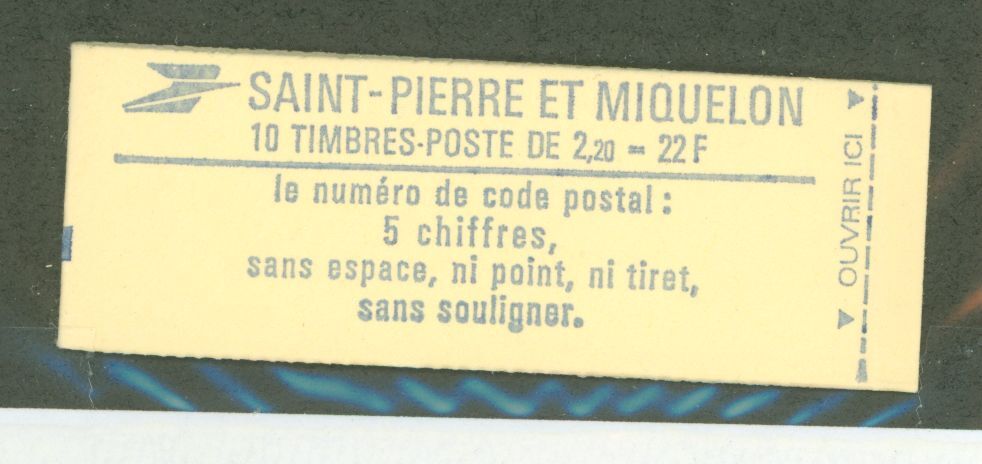 SAINT-PIERRE ET MIQUELON
10 TIMBRES-POSTE DE 2,20 = 22 F
le numéro de code postal :
5 chiffres,
sans espace, ni point, ni tiret,
sans souligner.
OUVRIR ICI